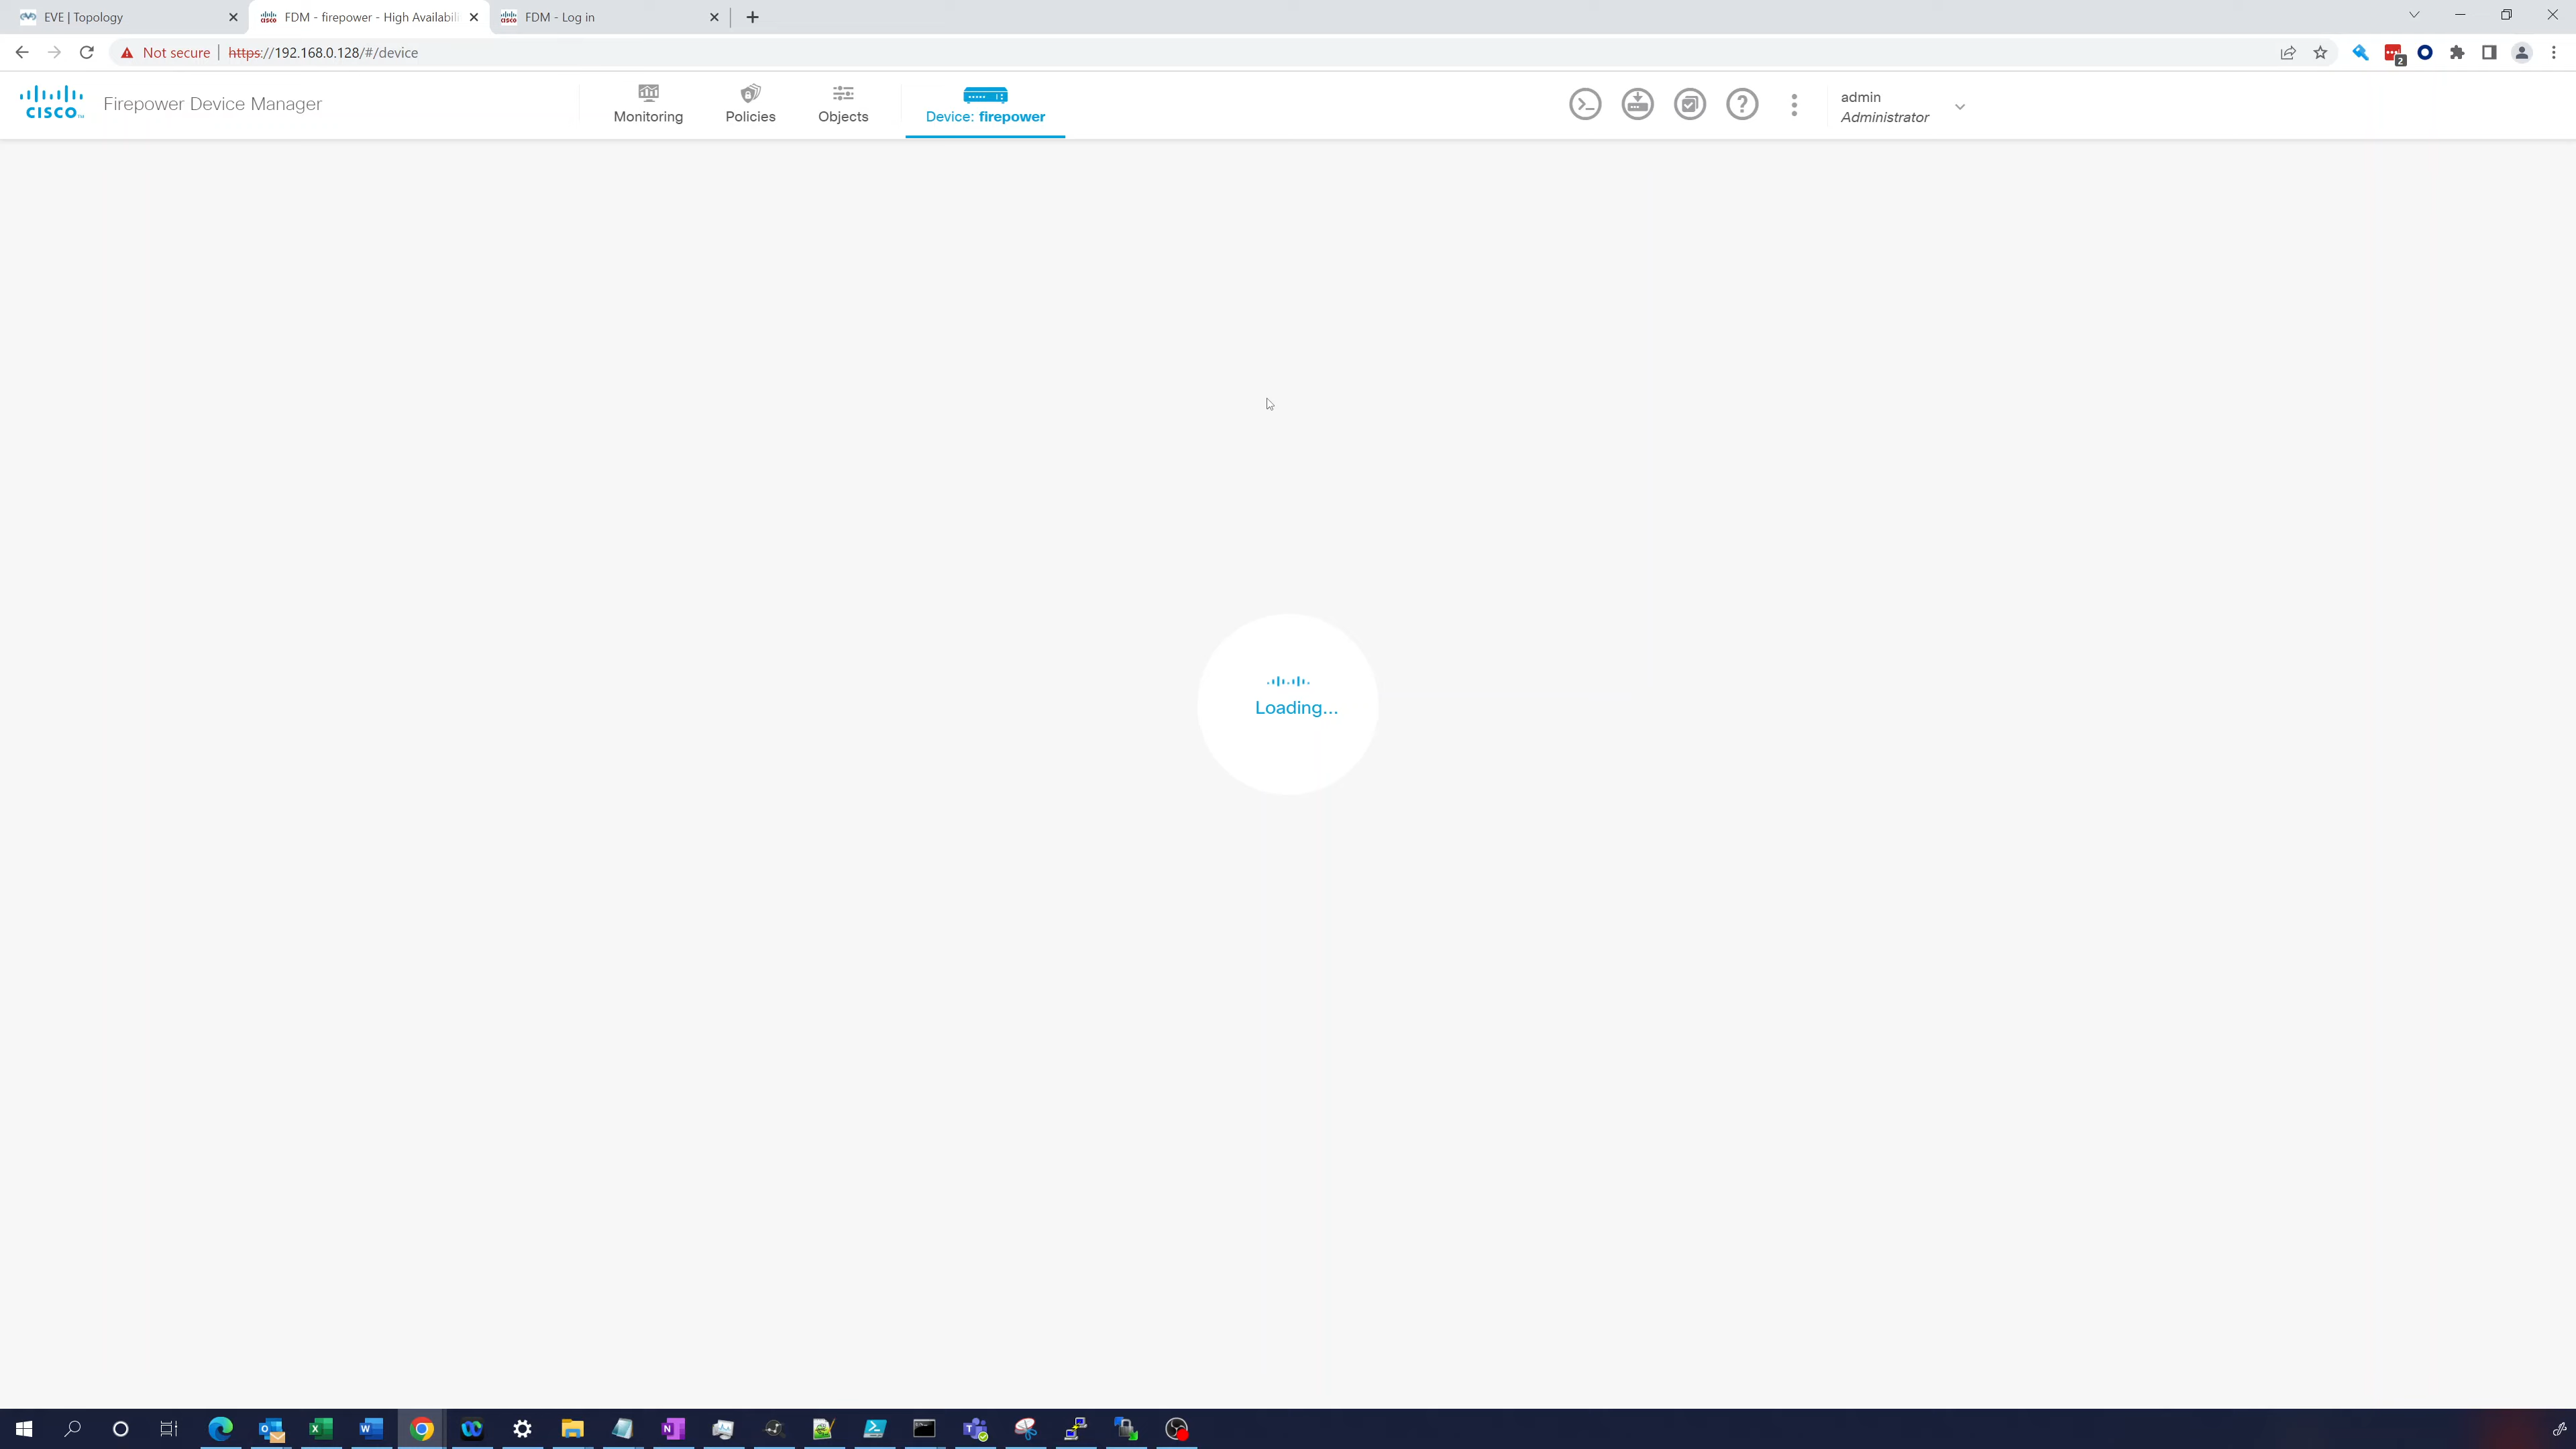 EVE | Topology
FDM - firepower - High Availabili
FDM - Log in
Not secure
https://192.168.0.128/#/device
2
CISCO
Firepower Device Manager
Monitoring
Policies
Objects
Device: firepower
admin
Administrator
Loading...